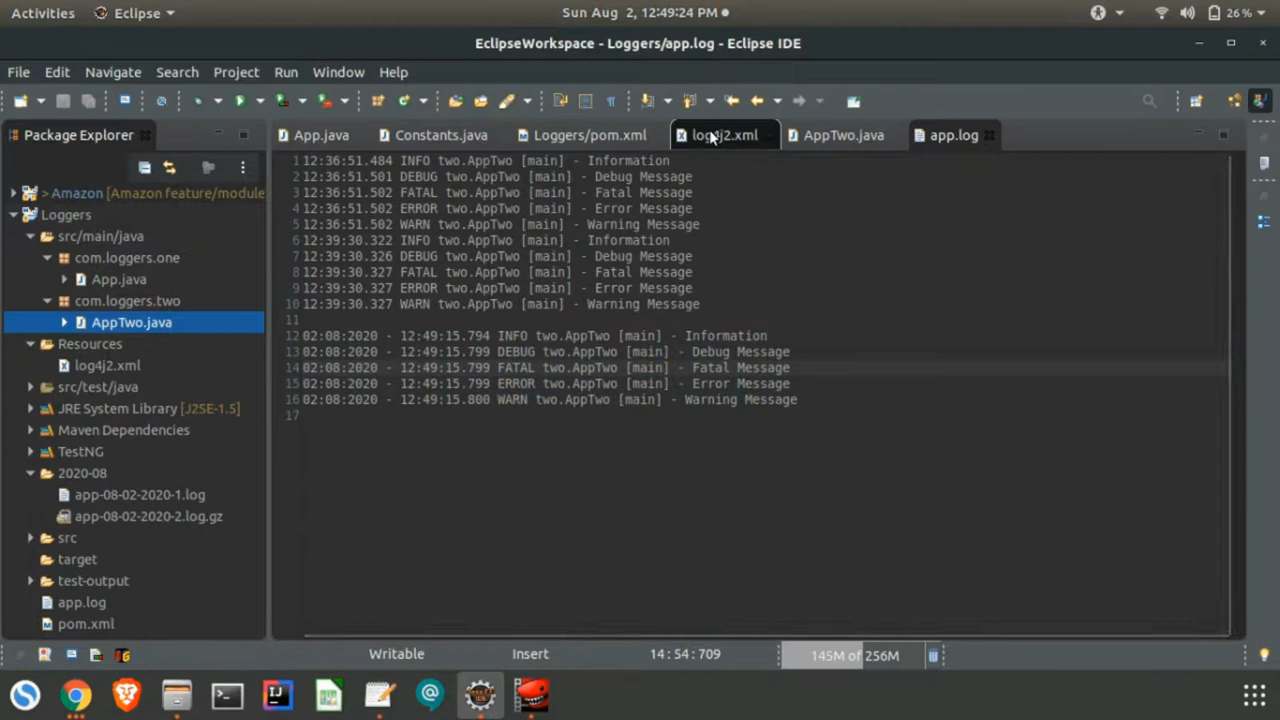 Activities Eclipse Sun Aug 2, 12:49:24 PM 26%
EclipseWorkspace - Loggers/app.log - Eclipse IDE
File Edit Navigate Search Project Run Window Help
Package Explorer
App.java Constants.java Loggers/pom.xml log4j2.xml AppTwo.java app.log
> Amazon [Amazon feature/module
Loggers
src/main/java
com.loggers.one
App.java
com.loggers.two
AppTwo.java
Resources
log4j2.xml
src/test/java
JRE System Library [J2SE-1.5]
Maven Dependencies
TestNG
2020-08
app-08-02-2020-1.log
app-08-02-2020-2.log.gz
src
target
test-output
app.log
pom.xml
1 12:36:51.484 INFO two.AppTwo [main] - Information
2 12:36:51.501 DEBUG two.AppTwo [main] - Debug Message
3 12:36:51.502 FATAL two.AppTwo [main] - Fatal Message
4 12:36:51.502 ERROR two.AppTwo [main] - Error Message
5 12:36:51.502 WARN two.AppTwo [main] - Warning Message
6 12:39:30.322 INFO two.AppTwo [main] - Information
7 12:39:30.326 DEBUG two.AppTwo [main] - Debug Message
8 12:39:30.327 FATAL two.AppTwo [main] - Fatal Message
9 12:39:30.327 ERROR two.AppTwo [main] - Error Message
10 12:39:30.327 WARN two.AppTwo [main] - Warning Message
11
12 02:08:2020 - 12:49:15.794 INFO two.AppTwo [main] - Information
13 02:08:2020 - 12:49:15.799 DEBUG two.AppTwo [main] - Debug Message
14 02:08:2020 - 12:49:15.799 FATAL two.AppTwo [main] - Fatal Message
15 02:08:2020 - 12:49:15.799 ERROR two.AppTwo [main] - Error Message
16 02:08:2020 - 12:49:15.800 WARN two.AppTwo [main] - Warning Message
17
Writable Insert 14:54:709 145M of 256M